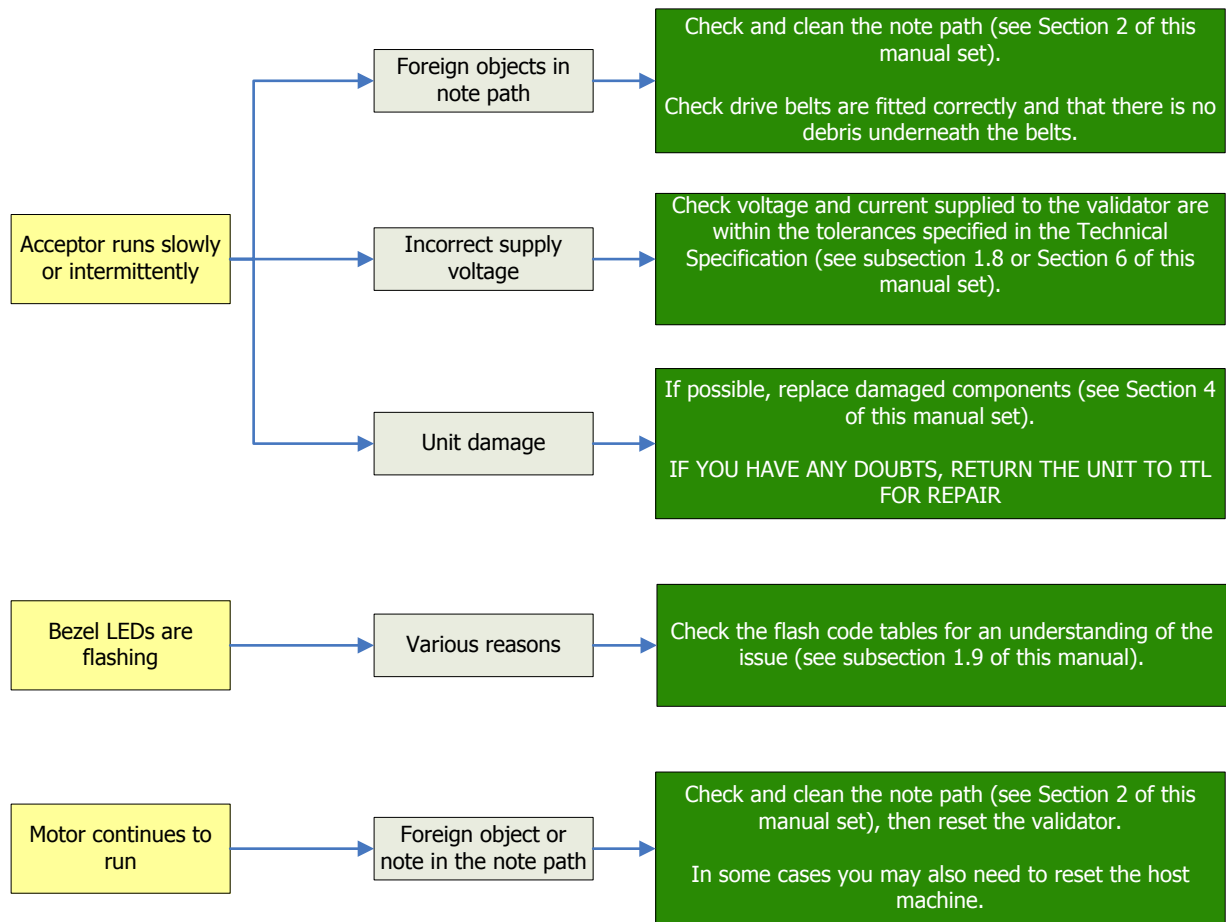 Foreign objects in
note path
Check and clean the note path (see Section 2 of this
manual set).
Check drive belts are fitted correctly and that there is no
debris underneath the belts.
Acceptor runs slowly
or intermittently
Incorrect supply
voltage
Check voltage and current supplied to the validator are
within the tolerances specified in the Technical
Specification (see subsection 1.8 or Section 6 of this
manual set).
Unit damage
If possible, replace damaged components (see Section 4
of this manual set).
IF YOU HAVE ANY DOUBTS, RETURN THE UNIT TO ITL
FOR REPAIR
Bezel LEDs are
flashing
Various reasons
Check the flash code tables for an understanding of the
issue (see subsection 1.9 of this manual).
Motor continues to
run
Foreign object or
note in the note path
Check and clean the note path (see Section 2 of this
manual set), then reset the validator.
In some cases you may also need to reset the host
machine.